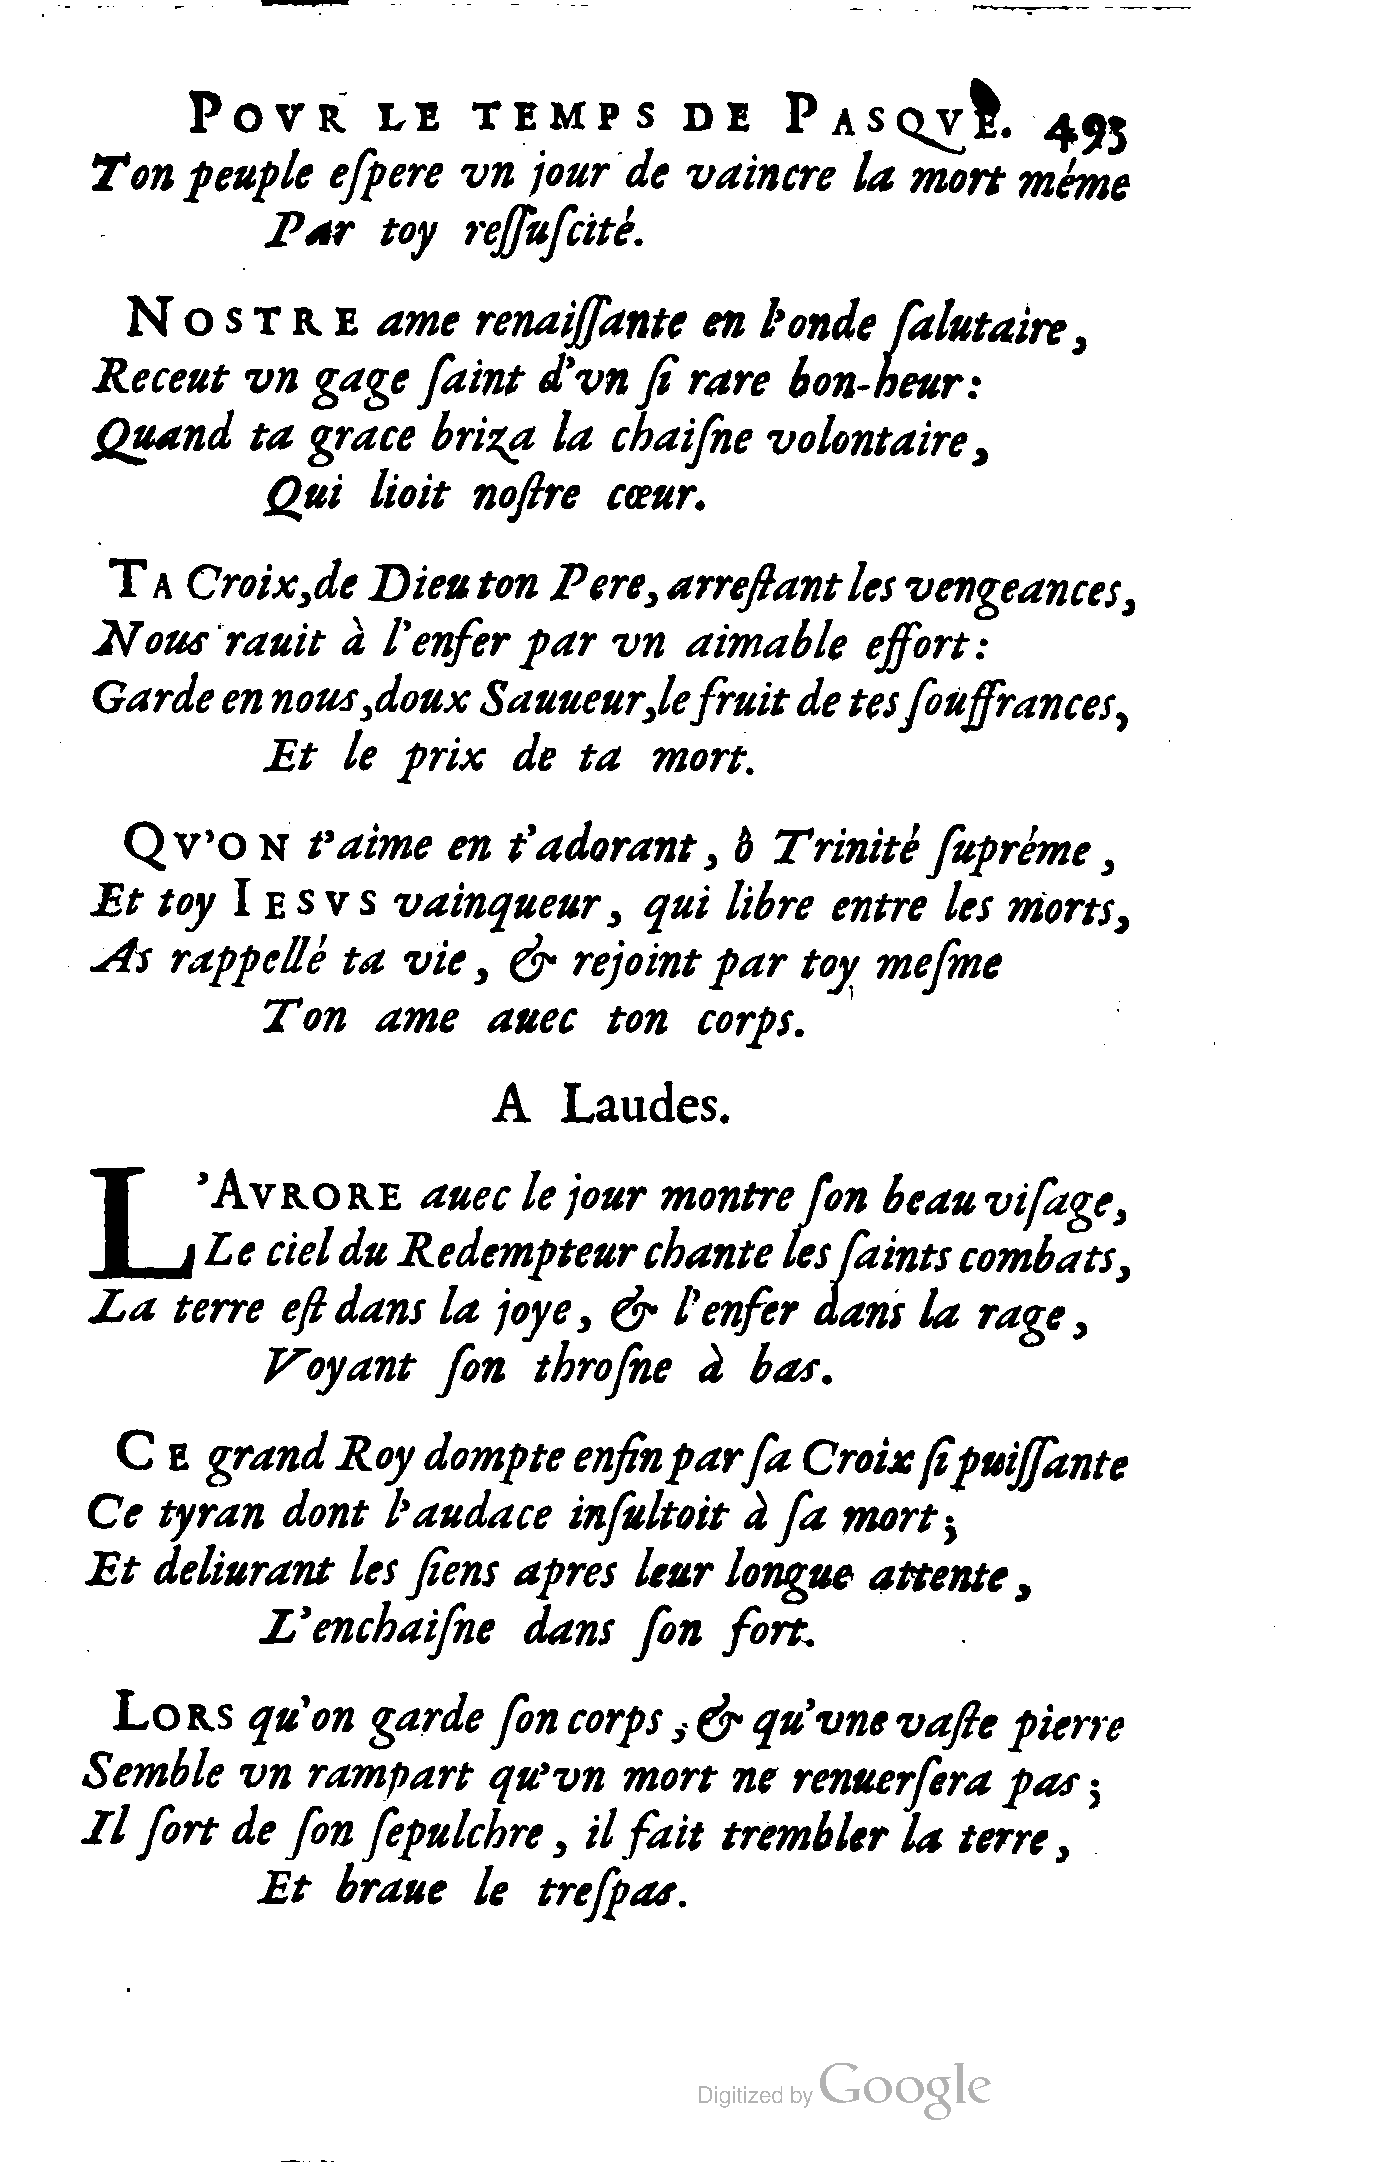 POVR LE TEMPS DE PASQVE. 493
Ton peuple eſpere vn jour de vaincre la mort méme
Par toy reſſuſcité.
NOSTRE ame renaiſſante en l'onde ſalutaire,
Receut vn gage ſaint d'vn ſi rare bon-heur:
Quand ta grace briza la chaiſne volontaire,
Qui lioit noſtre cœur.
TA Croix, de Dieu ton Pere, arreſtant les vengeances,
Nous rauit à l'enfer par vn aimable effort:
Garde en nous, doux Sauueur, le fruit de tes ſouffrances,
Et le prix de ta mort.
QV'ON t'aime en t'adorant, ô Trinité ſupréme,
Et toy IESVS vainqueur, qui libre entre les morts,
As rappellé ta vie, & rejoint par toy meſme
Ton ame auec ton corps.
A Laudes.
L'AVRORE auec le jour montre ſon beau viſage,
Le ciel du Redempteur chante les ſaints combats,
La terre eſt dans la joye, & l'enfer dans la rage,
Voyant ſon throſne à bas.
CE grand Roy dompte enfin par ſa Croix ſi puiſſante
Ce tyran dont l'audace inſultoit à ſa mort;
Et deliurant les ſiens apres leur longue attente,
L'enchaiſne dans ſon fort.
LORS qu'on garde ſon corps, & qu'vne vaſte pierre
Semble vn rampart qu'vn mort ne renuerſera pas;
Il ſort de ſon ſepulchre, il fait trembler la terre,
Et braue le treſpas.
Digitized by Google